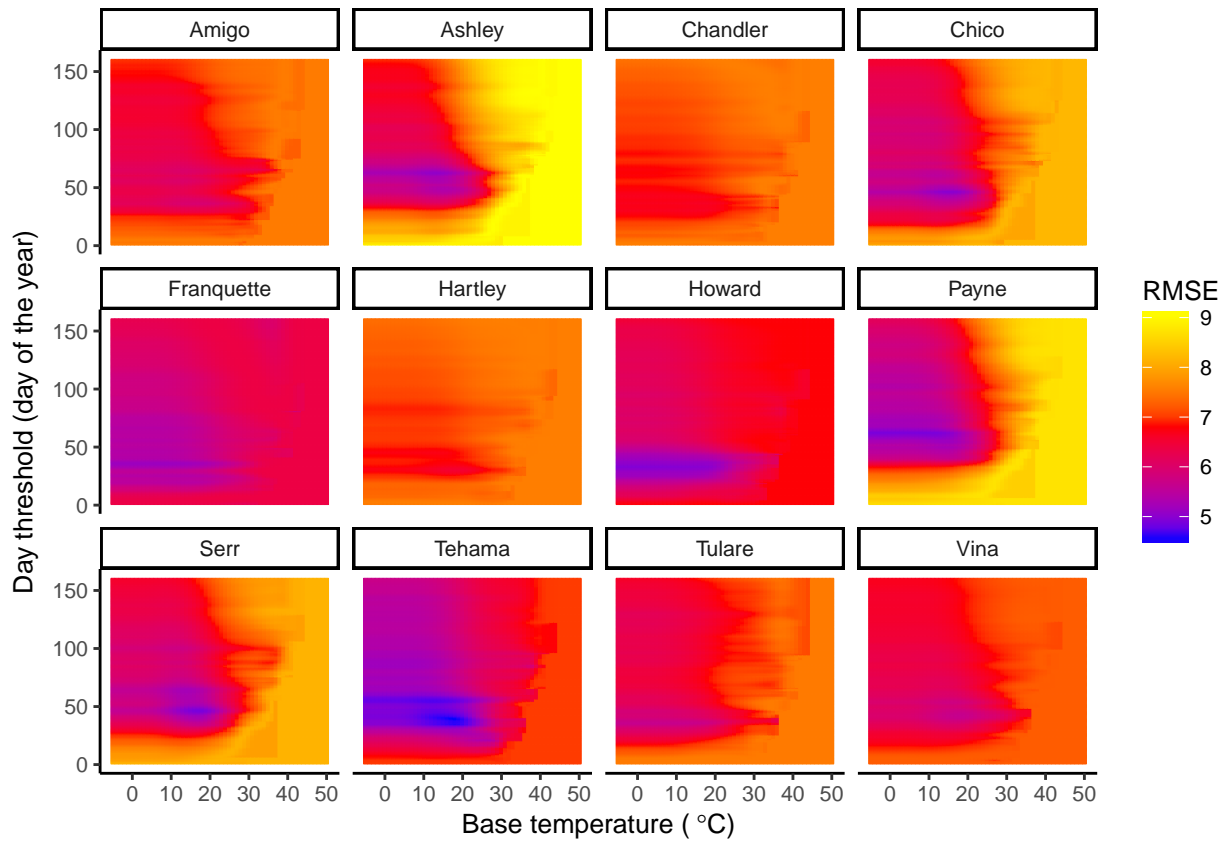 Amigo Ashley Chandler Chico
150
100
50
0
Franquette Hartley Howard Payne
150
100
50
0
Serr Tehama Tulare Vina
150
100
50
0
0 10 20 30 40 50 0 10 20 30 40 50 0 10 20 30 40 50 0 10 20 30 40 50
Base temperature ( °C)
Day threshold (day of the year)
RMSE
9
8
7
6
5